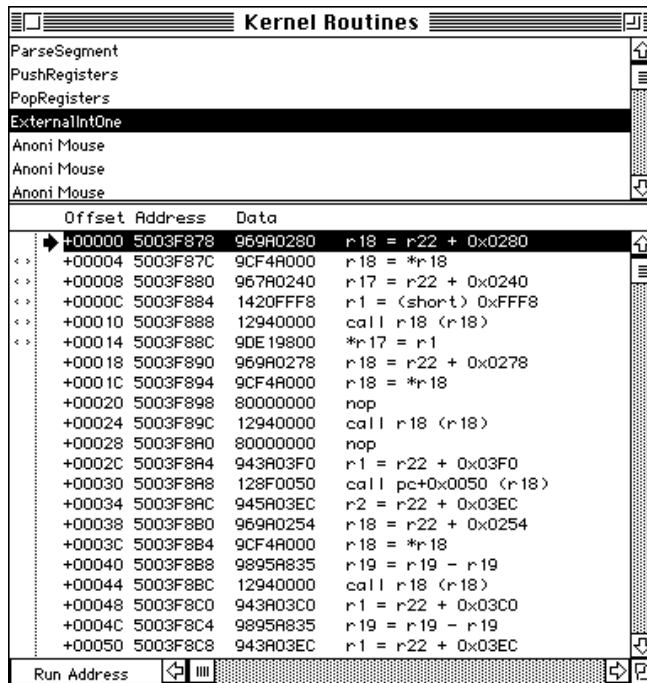 Kernel Routines
ParseSegment
PushRegisters
PopRegisters
ExternalIntOne
Anoni Mouse
Anoni Mouse
Anoni Mouse
Offset Address Data
+00000 5003F878 969A0280 r18 = r22 + 0x0280
+00004 5003F87C 9CF4A000 r18 = *r18
+00008 5003F880 967A0240 r17 = r22 + 0x0240
+0000C 5003F884 1420FFF8 r1 = (short) 0xFFF8
+00010 5003F888 12940000 call r18 (r18)
+00014 5003F88C 9DE19800 *r17 = r1
+00018 5003F890 969A0278 r18 = r22 + 0x0278
+0001C 5003F894 9CF4A000 r18 = *r18
+00020 5003F898 80000000 nop
+00024 5003F89C 12940000 call r18 (r18)
+00028 5003F8A0 80000000 nop
+0002C 5003F8A4 943A03F0 r1 = r22 + 0x03F0
+00030 5003F8A8 128F0050 call pc+0x0050 (r18)
+00034 5003F8AC 945A03EC r2 = r22 + 0x03EC
+00038 5003F8B0 969A0254 r18 = r22 + 0x0254
+0003C 5003F8B4 9CF4A000 r18 = *r18
+00040 5003F8B8 9895A835 r19 = r19 - r19
+00044 5003F8BC 12940000 call r18 (r18)
+00048 5003F8C0 943A03C0 r1 = r22 + 0x03C0
+0004C 5003F8C4 9895A835 r19 = r19 - r19
+00050 5003F8C8 943A03EC r1 = r22 + 0x03EC
Run Address